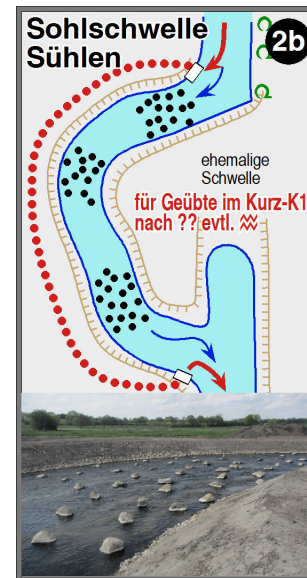 Sohlschwelle
Sühlen
2b
ehemalige
Schwelle
für Geübte im Kurz-K1
nach ?? evtl.